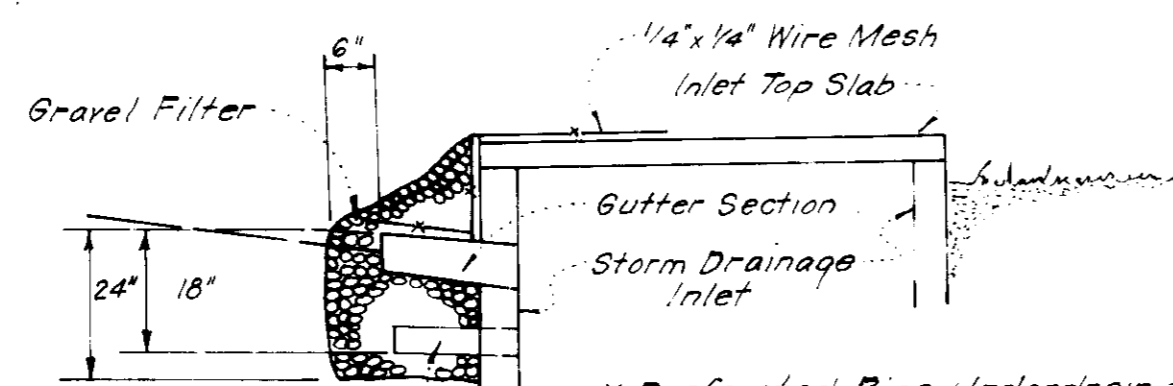 6"
1/4" x 1/4" Wire Mesh
Inlet Top Slab
Gravel Filter
Gutter Section
24"
18"
Storm Drainage
Inlet